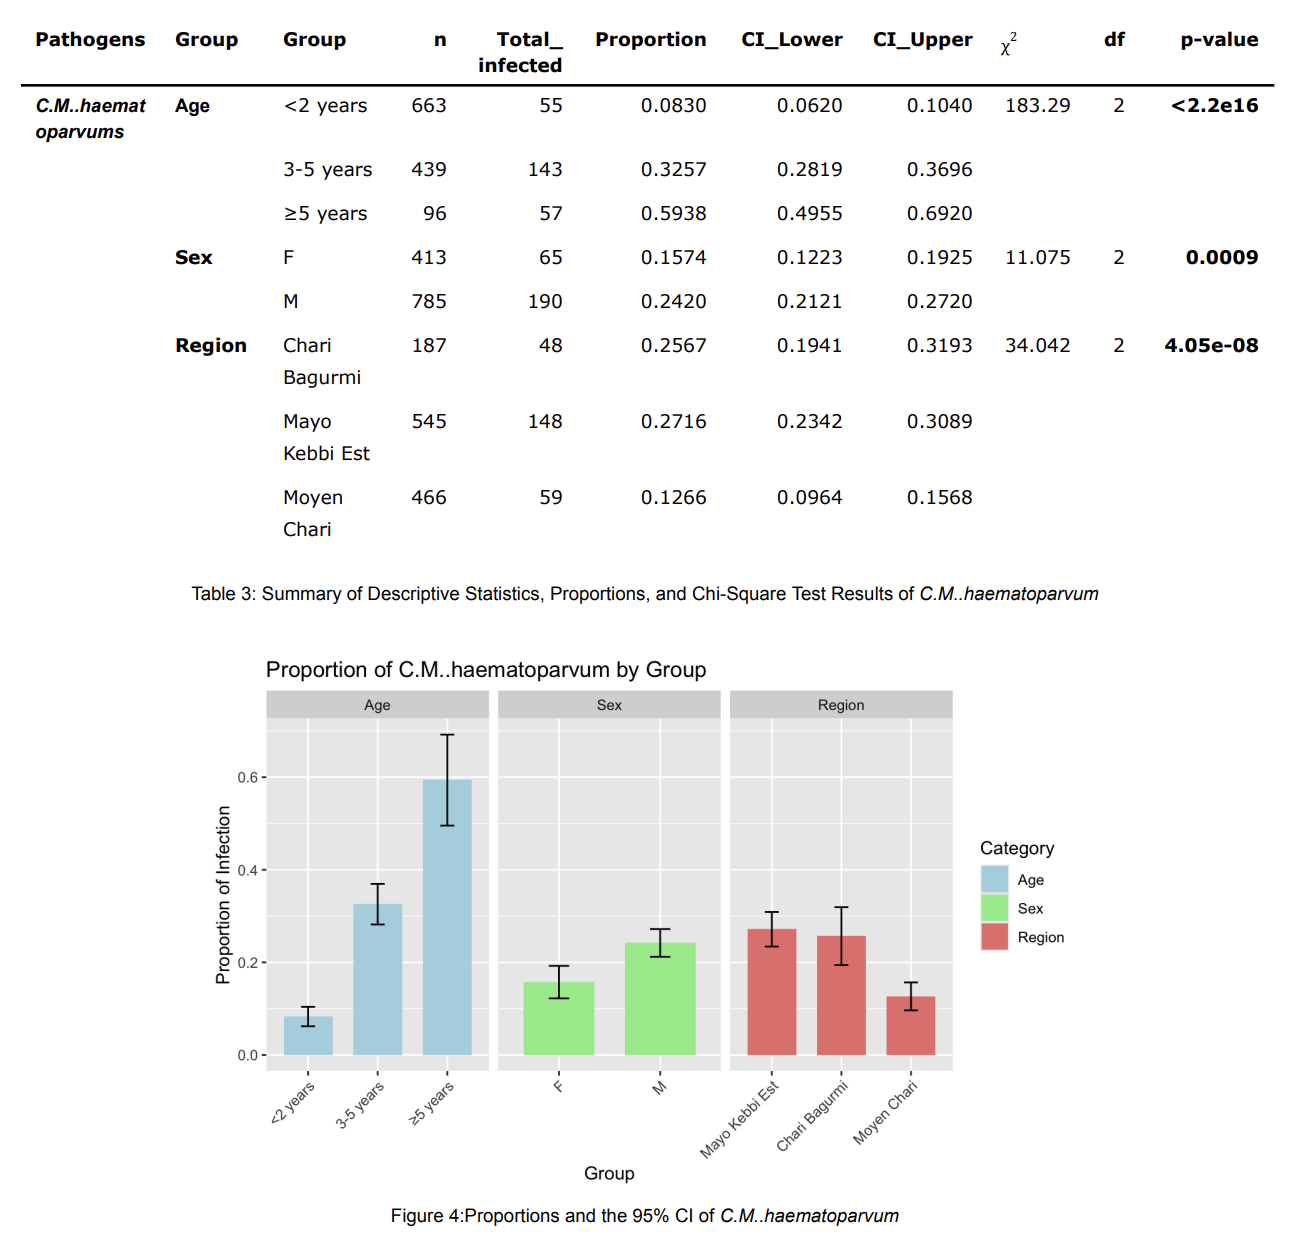 Pathogens Group Group n Total_ Proportion CI_Lower CI_Upper χ2 df p-value
infected
C.M..haemat Age <2 years 663 55 0.0830 0.0620 0.1040 183.29 2 <2.2e16
oparvums
3-5 years 439 143 0.3257 0.2819 0.3696
≥5 years 96 57 0.5938 0.4955 0.6920
Sex F 413 65 0.1574 0.1223 0.1925 11.075 2 0.0009
M 785 190 0.2420 0.2121 0.2720
Region Chari 187 48 0.2567 0.1941 0.3193 34.042 2 4.05e-08
Bagurmi
Mayo 545 148 0.2716 0.2342 0.3089
Kebbi Est
Moyen 466 59 0.1266 0.0964 0.1568
Chari
Table 3: Summary of Descriptive Statistics, Proportions, and Chi-Square Test Results of C.M..haematoparvum
Proportion of C.M..haematoparvum by Group
Age Sex Region
Proportion of Infection
0.6
0.4
0.2
0.0
<2 years 3-5 years ≥5 years F M Mayo Kebbi Est Chari Bagurmi Moyen Chari
Group
Category
Age
Sex
Region
Figure 4:Proportions and the 95% CI of C.M..haematoparvum